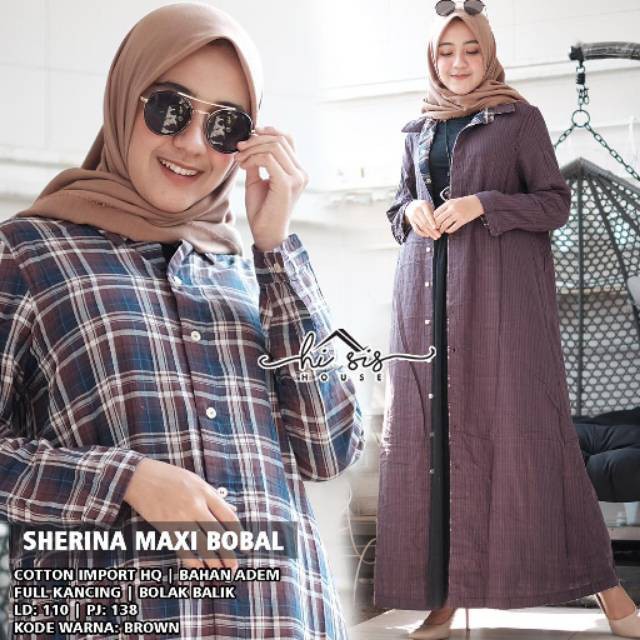 hi sis
HOUSE
SHERINA MAXI BOBAL
COTTON IMPORT HQ | BAHAN ADEM
FULL KANCING | BOLAK BALIK
LD: 110 | PJ: 138
KODE WARNA: BROWN